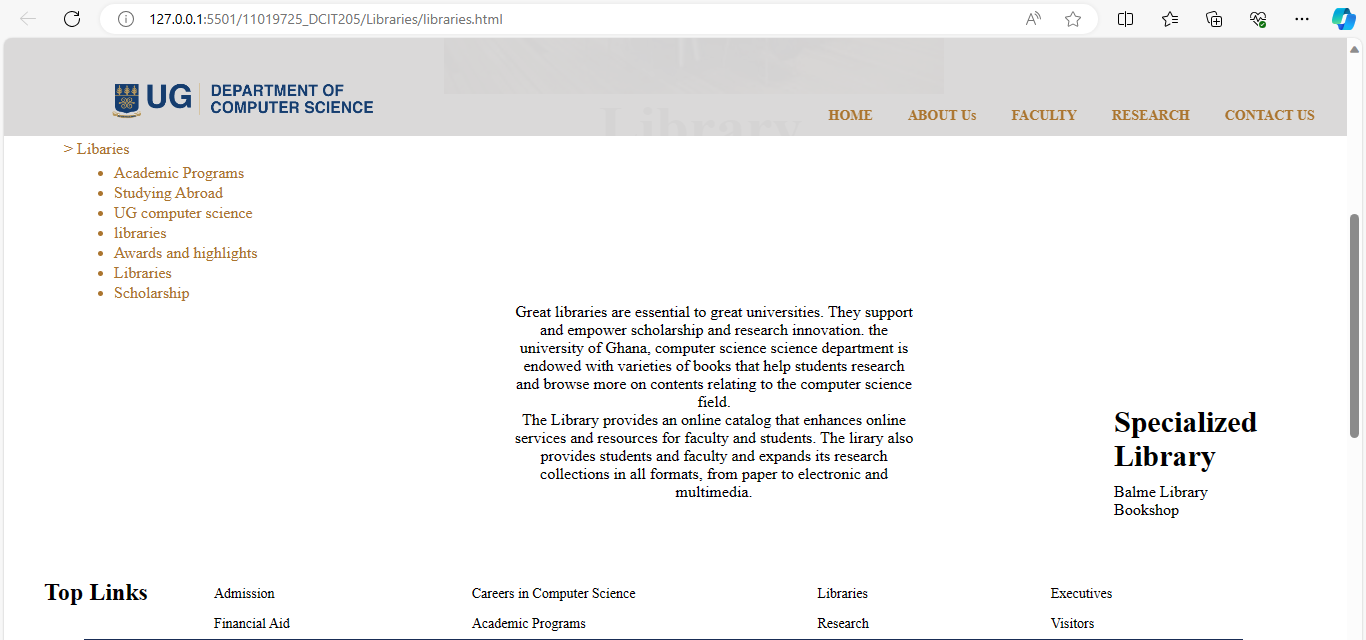 127.0.0.1:5501/11019725_DCIT205/Libraries/libraries.html
UG
DEPARTMENT OF
COMPUTER SCIENCE
Library
HOME ABOUT Us FACULTY RESEARCH CONTACT US
> Libaries
• Academic Programs
• Studying Abroad
• UG computer science
• libraries
• Awards and highlights
• Libraries
• Scholarship
Great libraries are essential to great universities. They support
and empower scholarship and research innovation. the
university of Ghana, computer science science department is
endowed with varieties of books that help students research
and browse more on contents relating to the computer science
field.
The Library provides an online catalog that enhances online
services and resources for faculty and students. The lirary also
provides students and faculty and expands its research
collections in all formats, from paper to electronic and
multimedia.
Specialized
Library
Balme Library
Bookshop
Top Links
Admission Careers in Computer Science Libraries Executives
Financial Aid Academic Programs Research Visitors